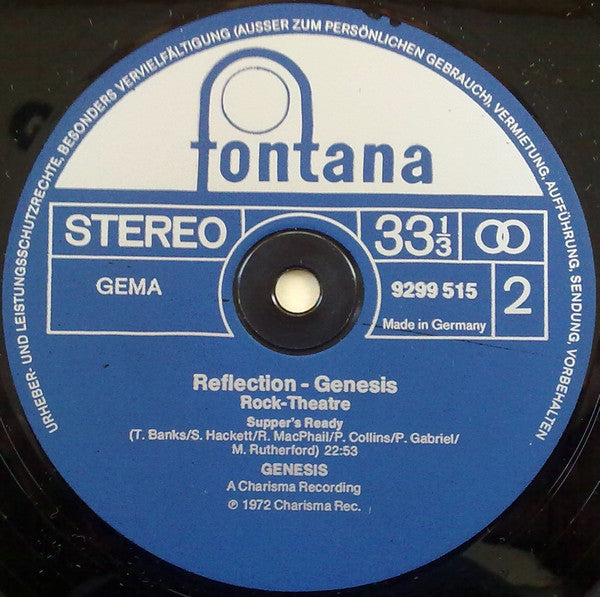 URHEBER- UND LEISTUNGSSCHUTZRECHTE, BESONDERS VERVIELFÄLTIGUNG (AUSSER ZUM PERSÖNLICHEN GEBRAUCH), VERMIETUNG, AUFFÜHRUNG, SENDUNG, VORBEHALTEN
fontana
STEREO
33 1/3
GEMA
9299 515
2
Made in Germany
Reflection - Genesis
Rock-Theatre
Supper's Ready
(T. Banks/S. Hackett/R. MacPhail/P. Collins/P. Gabriel/
M. Rutherford) 22:53
GENESIS
A Charisma Recording
℗ 1972 Charisma Rec.